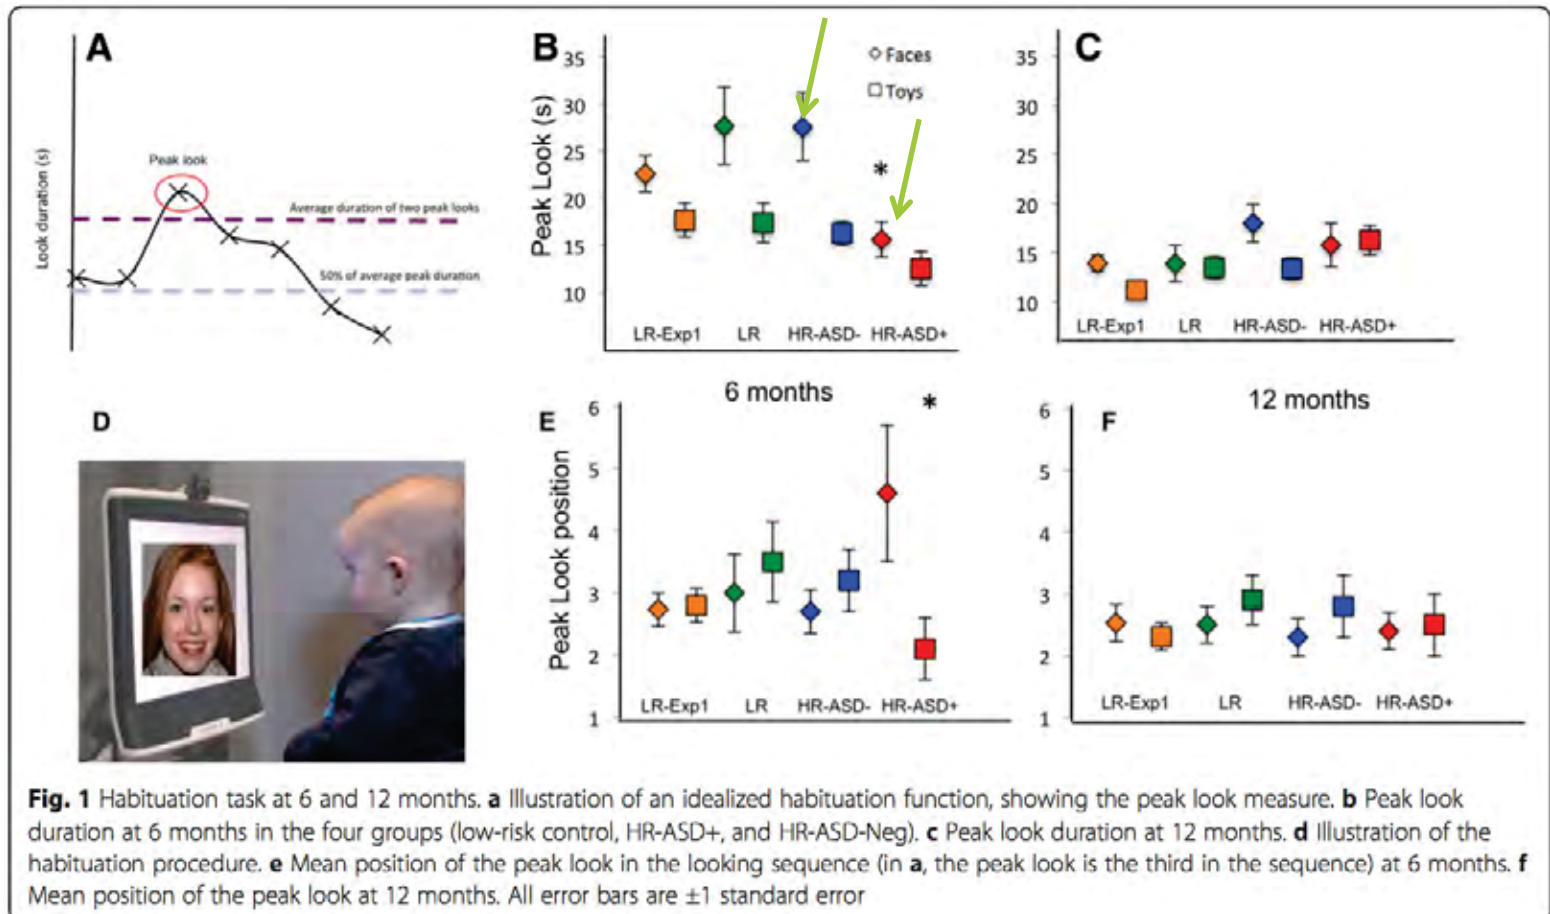 A
Look duration (s)
Peak look
Average duration of two peak looks
50% of average peak duration
B
Peak Look (s)
35
30
25
20
15
10
Faces
Toys
*
LR-Exp1 LR HR-ASD- HR-ASD+
C
35
30
25
20
15
10
LR-Exp1 LR HR-ASD- HR-ASD+
6 months
12 months
D
E
Peak Look position
6
5
4
3
2
1
*
LR-Exp1 LR HR-ASD- HR-ASD+
F
6
5
4
3
2
1
LR-Exp1 LR HR-ASD- HR-ASD+
Fig. 1 Habituation task at 6 and 12 months. a Illustration of an idealized habituation function, showing the peak look measure. b Peak look
duration at 6 months in the four groups (low-risk control, HR-ASD+, and HR-ASD-Neg). c Peak look duration at 12 months. d Illustration of the
habituation procedure. e Mean position of the peak look in the looking sequence (in a, the peak look is the third in the sequence) at 6 months. f
Mean position of the peak look at 12 months. All error bars are ±1 standard error